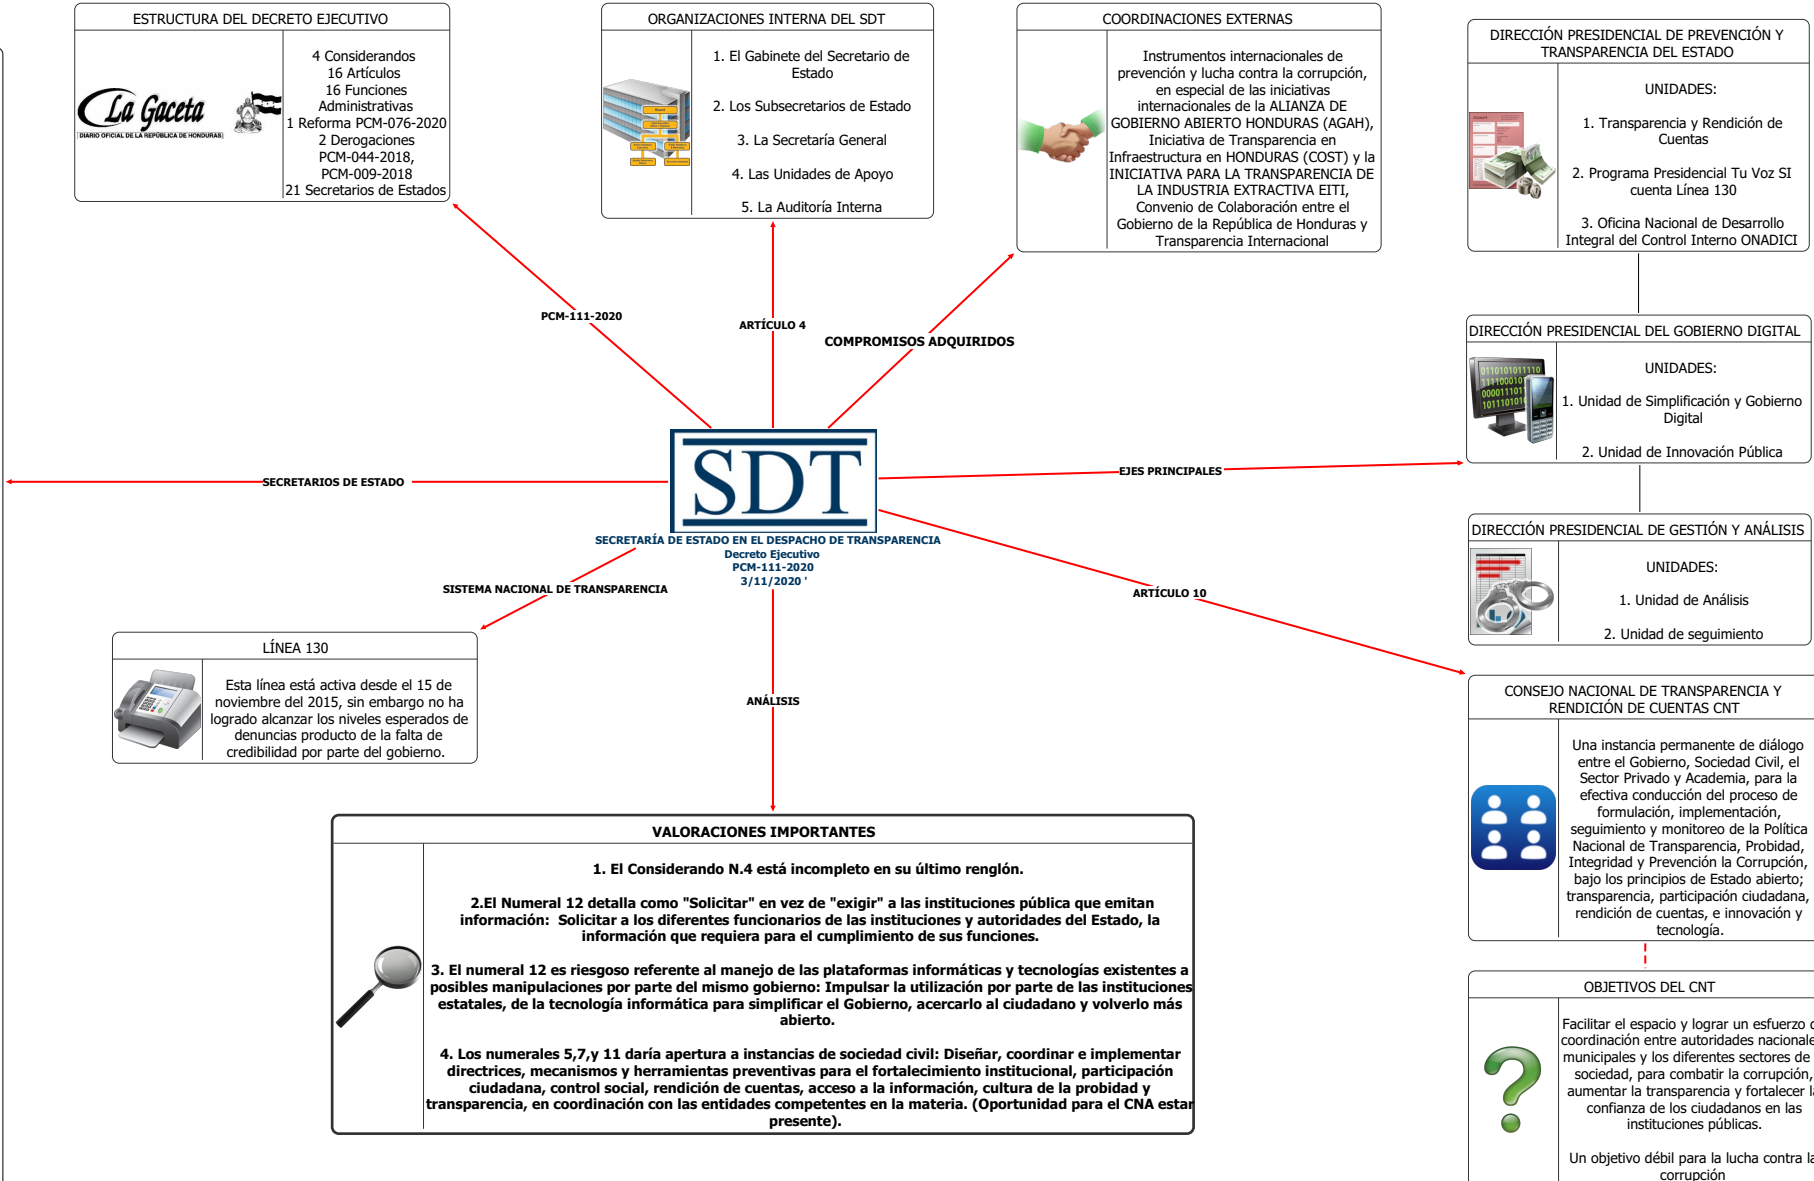 ESTRUCTURA DEL DECRETO EJECUTIVO
La Gaceta
DIARIO OFICIAL DE LA REPÚBLICA DE HONDURAS
4 Considerandos
16 Artículos
16 Funciones
Administrativas
1 Reforma PCM-076-2020
2 Derogaciones
PCM-044-2018,
PCM-009-2018
21 Secretarios de Estados
ORGANIZACIONES INTERNA DEL SDT
1. El Gabinete del Secretario de
Estado
2. Los Subsecretarios de Estado
3. La Secretaría General
4. Las Unidades de Apoyo
5. La Auditoría Interna
COORDINACIONES EXTERNAS
Instrumentos internacionales de
prevención y lucha contra la corrupción,
en especial de las iniciativas
internacionales de la ALIANZA DE
GOBIERNO ABIERTO HONDURAS (AGAH),
Iniciativa de Transparencia en
Infraestructura en HONDURAS (COST) y la
INICIATIVA PARA LA TRANSPARENCIA DE
LA INDUSTRIA EXTRACTIVA EITI,
Convenio de Colaboración entre el
Gobierno de la República de Honduras y
Transparencia Internacional
DIRECCIÓN PRESIDENCIAL DE PREVENCIÓN Y
TRANSPARENCIA DEL ESTADO
UNIDADES:
1. Transparencia y Rendición de
Cuentas
2. Programa Presidencial Tu Voz SI
cuenta Línea 130
3. Oficina Nacional de Desarrollo
Integral del Control Interno ONADICI
PCM-111-2020
ARTÍCULO 4
COMPROMISOS ADQUIRIDOS
DIRECCIÓN PRESIDENCIAL DEL GOBIERNO DIGITAL
UNIDADES:
1. Unidad de Simplificación y Gobierno
Digital
2. Unidad de Innovación Pública
SECRETARIOS DE ESTADO
SDT
SECRETARÍA DE ESTADO EN EL DESPACHO DE TRANSPARENCIA
Decreto Ejecutivo
PCM-111-2020
3/11/2020 '
EJES PRINCIPALES
DIRECCIÓN PRESIDENCIAL DE GESTIÓN Y ANÁLISIS
UNIDADES:
1. Unidad de Análisis
2. Unidad de seguimiento
SISTEMA NACIONAL DE TRANSPARENCIA
ARTÍCULO 10
LÍNEA 130
Esta línea está activa desde el 15 de
noviembre del 2015, sin embargo no ha
logrado alcanzar los niveles esperados de
denuncias producto de la falta de
credibilidad por parte del gobierno.
ANÁLISIS
CONSEJO NACIONAL DE TRANSPARENCIA Y
RENDICIÓN DE CUENTAS CNT
Una instancia permanente de diálogo
entre el Gobierno, Sociedad Civil, el
Sector Privado y Academia, para la
efectiva conducción del proceso de
formulación, implementación,
seguimiento y monitoreo de la Política
Nacional de Transparencia, Probidad,
Integridad y Prevención la Corrupción,
bajo los principios de Estado abierto;
transparencia, participación ciudadana,
rendición de cuentas, e innovación y
tecnología.
VALORACIONES IMPORTANTES
1. El Considerando N.4 está incompleto en su último renglón.
2.El Numeral 12 detalla como "Solicitar" en vez de "exigir" a las instituciones pública que emitan
información: Solicitar a los diferentes funcionarios de las instituciones y autoridades del Estado, la
información que requiera para el cumplimiento de sus funciones.
3. El numeral 12 es riesgoso referente al manejo de las plataformas informáticas y tecnologías existentes a
posibles manipulaciones por parte del mismo gobierno: Impulsar la utilización por parte de las instituciones
estatales, de la tecnología informática para simplificar el Gobierno, acercarlo al ciudadano y volverlo más
abierto.
4. Los numerales 5,7,y 11 daría apertura a instancias de sociedad civil: Diseñar, coordinar e implementar
directrices, mecanismos y herramientas preventivas para el fortalecimiento institucional, participación
ciudadana, control social, rendición de cuentas, acceso a la información, cultura de la probidad y
transparencia, en coordinación con las entidades competentes en la materia. (Oportunidad para el CNA estar
presente).
OBJETIVOS DEL CNT
Facilitar el espacio y lograr un esfuerzo
coordinación entre autoridades
municipales y los diferentes sectores de
sociedad, para combatir la corrupción,
aumentar la transparencia y fortalecer
confianza de los ciudadanos en las
instituciones públicas.
Un objetivo débil para la lucha contra
corrupción